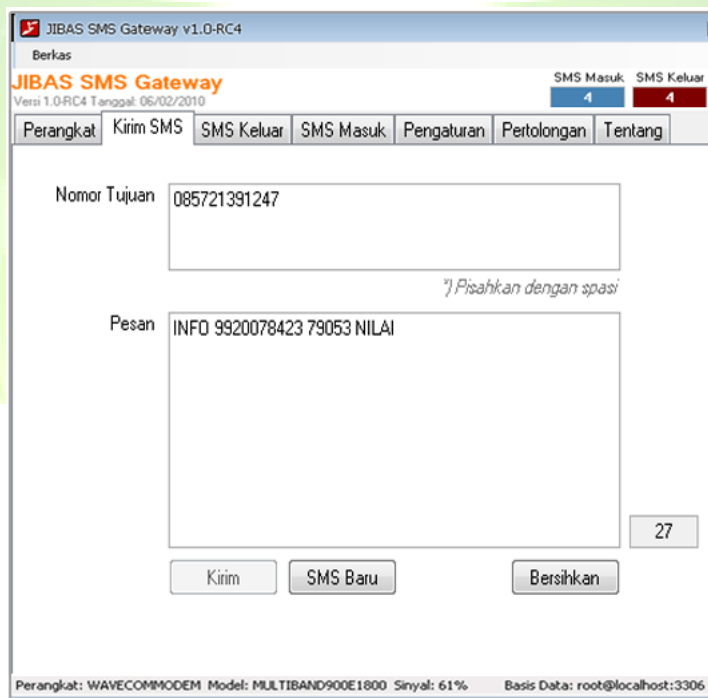 JIBAS SMS Gateway v1.0-RC4
Berkas
JIBAS SMS Gateway
Versi 1.0-RC4 Tanggal: 06/02/2010
SMS Masuk SMS Keluar
4 4
Perangkat Kirim SMS SMS Keluar SMS Masuk Pengaturan Pertolongan Tentang
Nomor Tujuan 085721391247
*) Pisahkan dengan spasi
Pesan INFO 9920078423 79053 NILAI
27
Kirim SMS Baru Bersihkan
Perangkat: WAVECOMMODEM Model: MULTIBAND900E1800 Sinyal: 61% Basis Data: root@localhost:3306